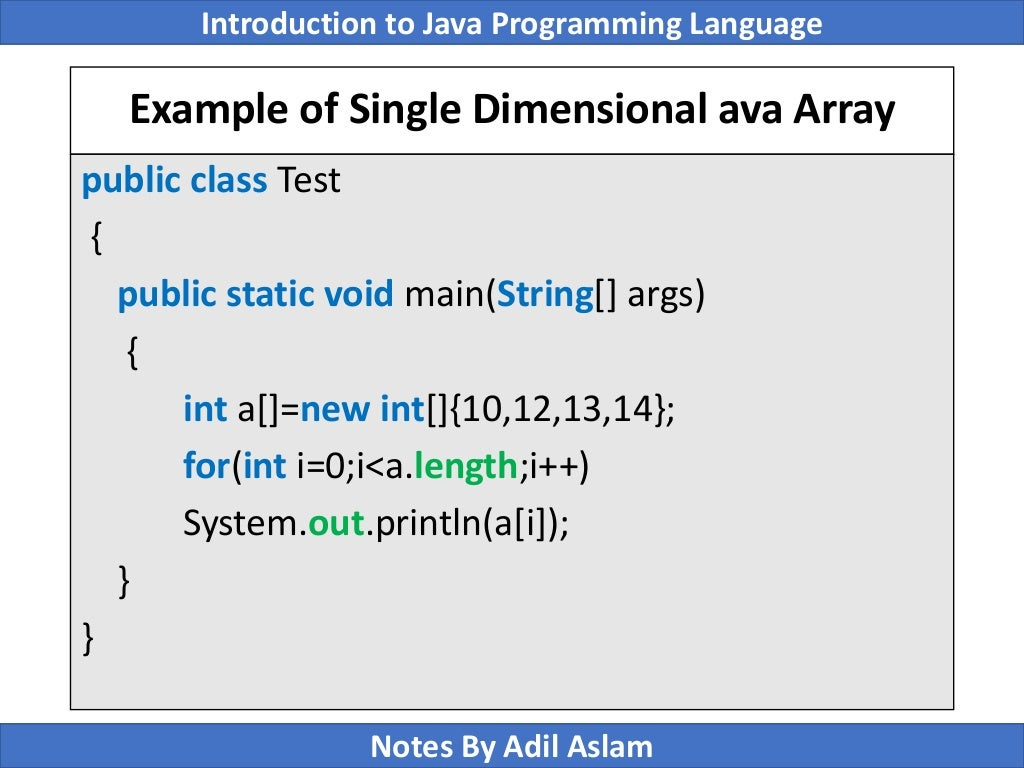 Introduction to Java Programming Language
Example of Single Dimensional ava Array
public class Test
{
public static void main(String[] args)
{
int a[]=new int[]{10,12,13,14};
for(int i=0;i<a.length;i++)
System.out.println(a[i]);
}
}
Notes By Adil Aslam